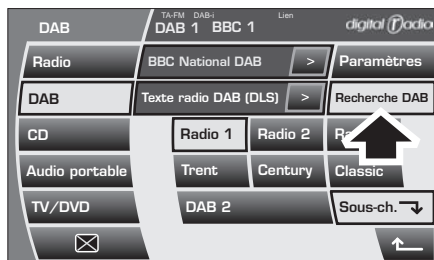 DAB
TA-FM DAB-i Lien
DAB 1 BBC 1
digital radio
Radio
BBC National DAB >
Paramètres
DAB
Texte radio DAB (DLS) >
Recherche DAB
CD
Radio 1
Radio 2
Audio portable
Trent
Century
Classic
TV/DVD
DAB 2
Sous-ch.